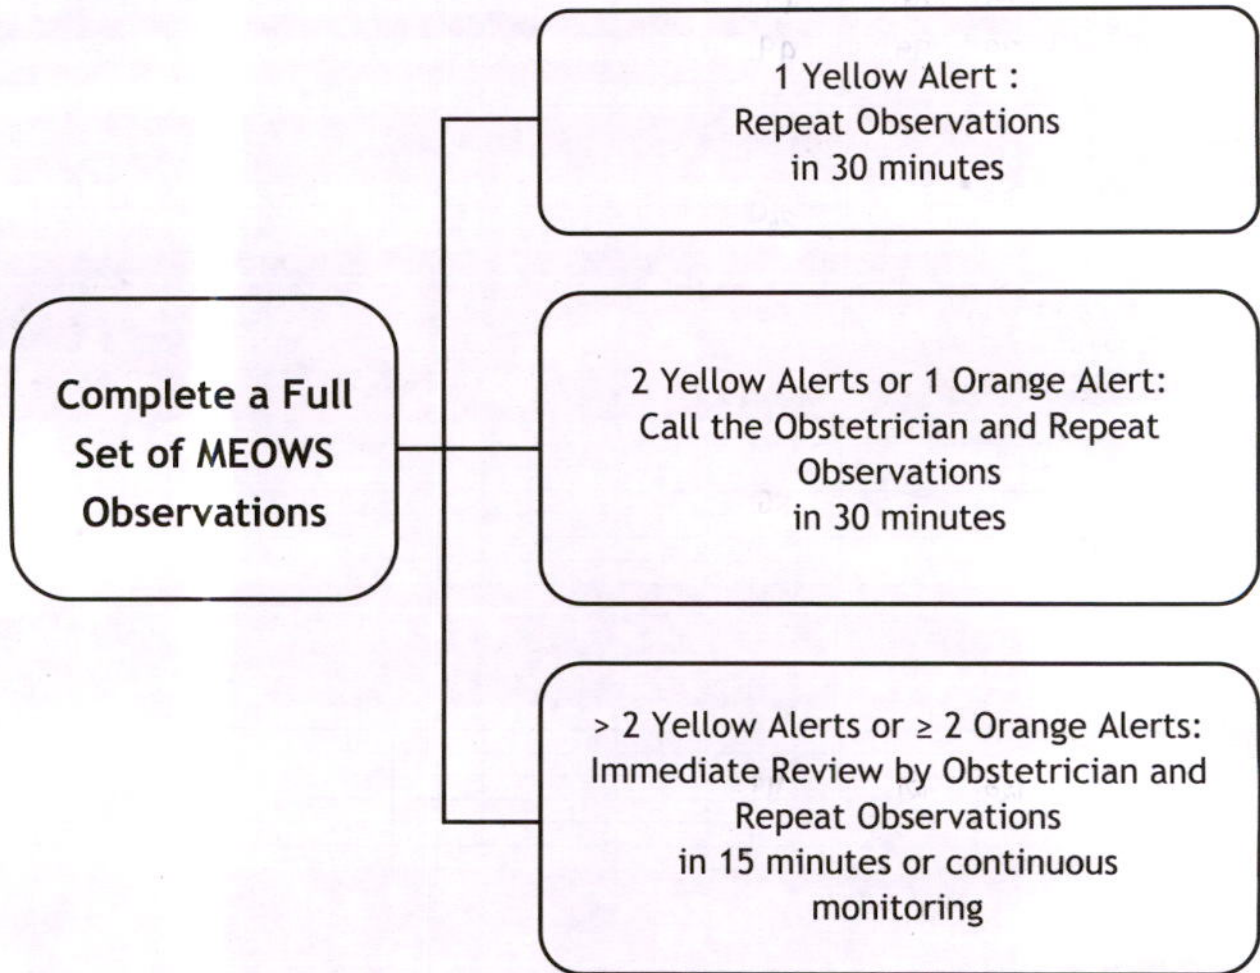 Complete a Full
Set of MEOWS
Observations
1 Yellow Alert :
Repeat Observations
in 30 minutes
2 Yellow Alerts or 1 Orange Alert:
Call the Obstetrician and Repeat
Observations
in 30 minutes
> 2 Yellow Alerts or ≥ 2 Orange Alerts:
Immediate Review by Obstetrician and
Repeat Observations
in 15 minutes or continuous
monitoring